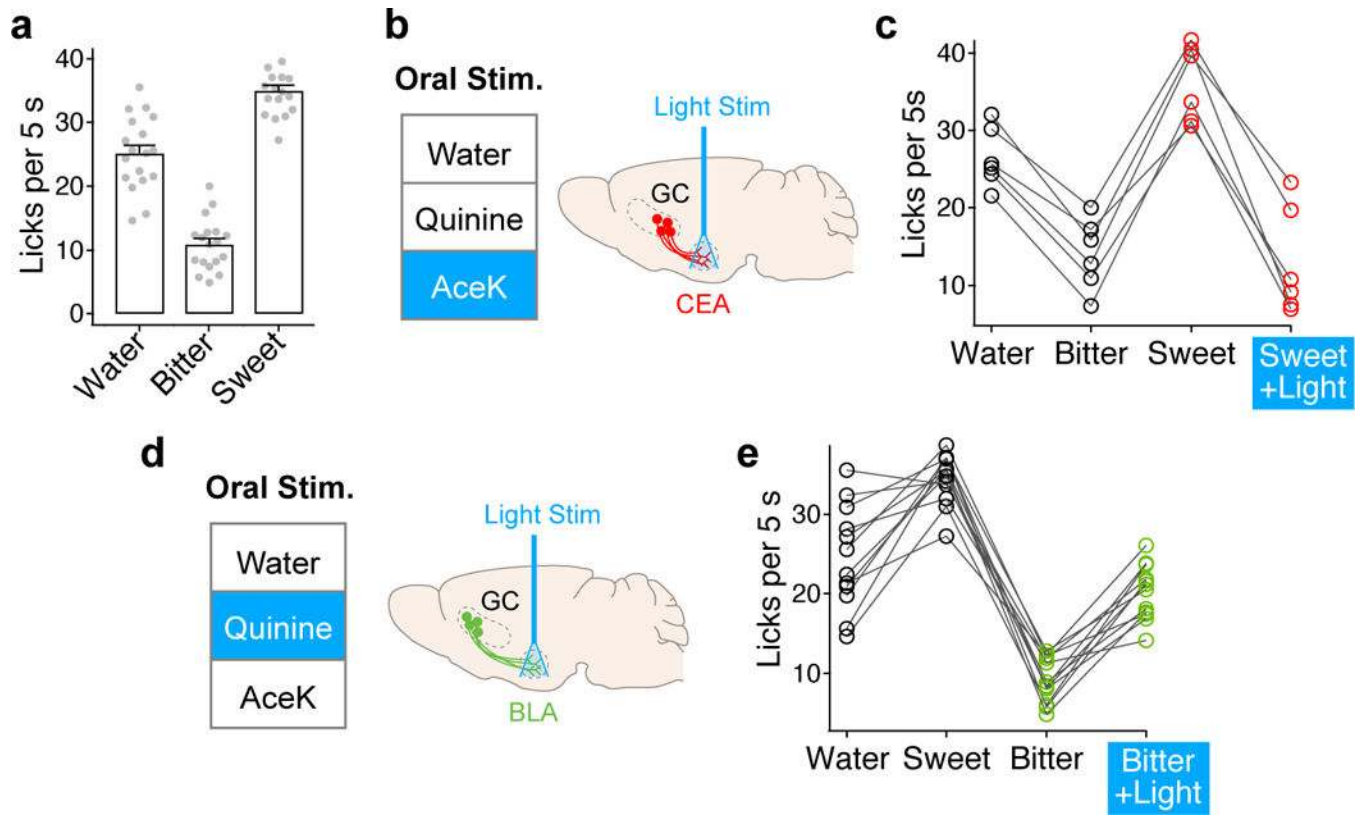 a
Licks per 5 s
40
30
20
10
0
Water
Bitter
Sweet
b
Oral Stim.
Water
Quinine
AceK
Light Stim
GC
CEA
c
Licks per 5s
40
30
20
10
Water
Bitter
Sweet
Sweet
+Light
d
Oral Stim.
Water
Quinine
AceK
Light Stim
GC
BLA
e
Licks per 5 s
30
20
10
Water
Sweet
Bitter
Bitter
+Light